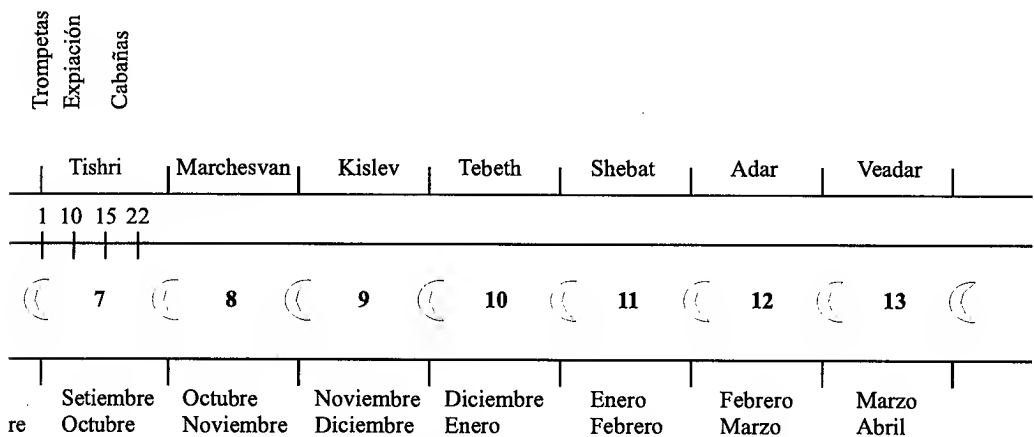 Trompetas
Expiación
Cabañas
Tishri Marchesvan Kislev Tebeth Shebat Adar Veadar
1 10 15 22
7 8 9 10 11 12 13
Setiembre Octubre Noviembre Diciembre Enero Febrero Marzo
re Octubre Noviembre Diciembre Enero Febrero Marzo Abril